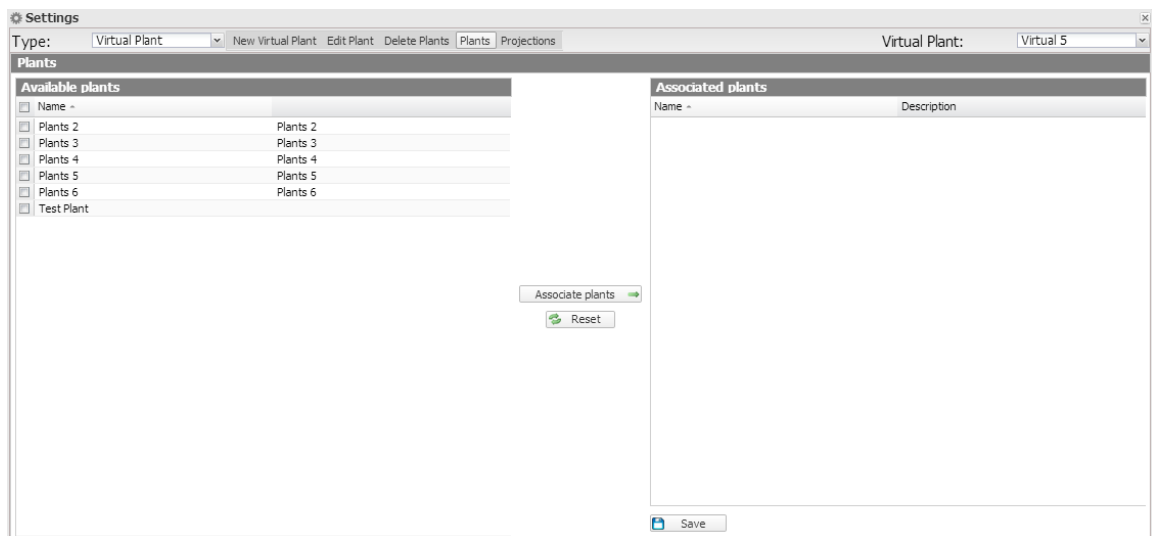 Settings
Type: Virtual Plant New Virtual Plant Edit Plant Delete Plants Plants Projections Virtual Plant: Virtual 5
Plants
Available plants Associated plants
Name Name Description
Plants 2 Plants 2
Plants 3 Plants 3
Plants 4 Plants 4
Plants 5 Plants 5
Plants 6 Plants 6
Test Plant
Associate plants
Reset
Save